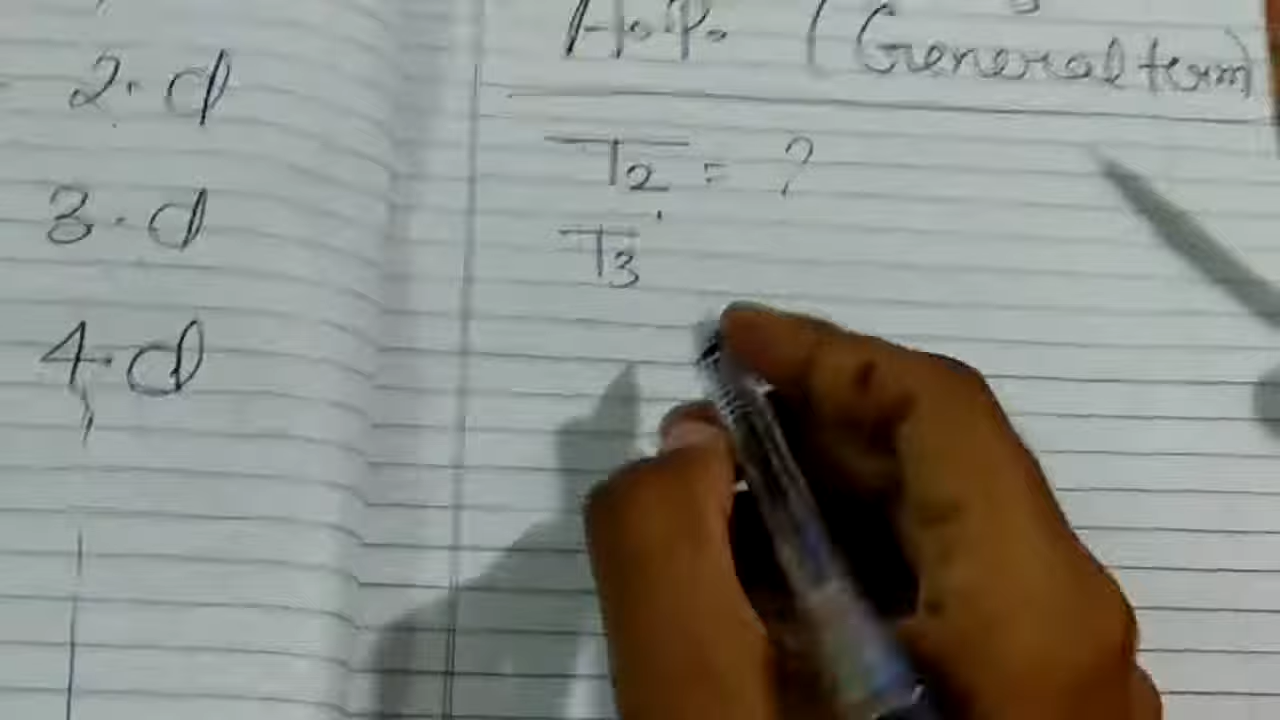 2. d
3. d
4. d
H.P. (General term)
T2 = ?
T3